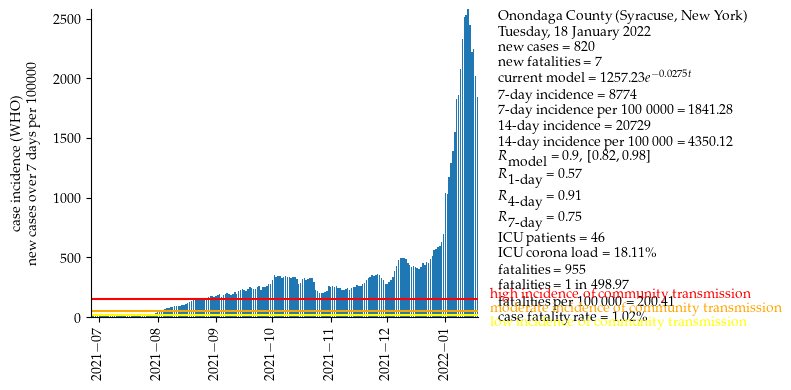 Onondaga County (Syracuse, New York)
Tuesday, 18 January 2022
new cases = 820
new fatalities = 7
current model = 1257.23e^{-0.0275t}
7-day incidence = 8774
7-day incidence per 100 0000 = 1841.28
14-day incidence = 20729
14-day incidence per 100 000 = 4350.12
R_model = 0.9, [0.82, 0.98]
R_1-day = 0.57
R_4-day = 0.91
R_7-day = 0.75
ICU patients = 46
ICU corona load = 18.11%
fatalities = 955
fatalities = 1 in 498.97
high incidence of community transmission
fatalities per 100 000 = 200.41
moderate incidence of community transmission
case fatality rate = 1.02%
low incidence of community transmission
case incidence (WHO)
new cases over 7 days per 100000
2500
2000
1500
1000
500
0
2021-07
2021-08
2021-09
2021-10
2021-11
2021-12
2022-01